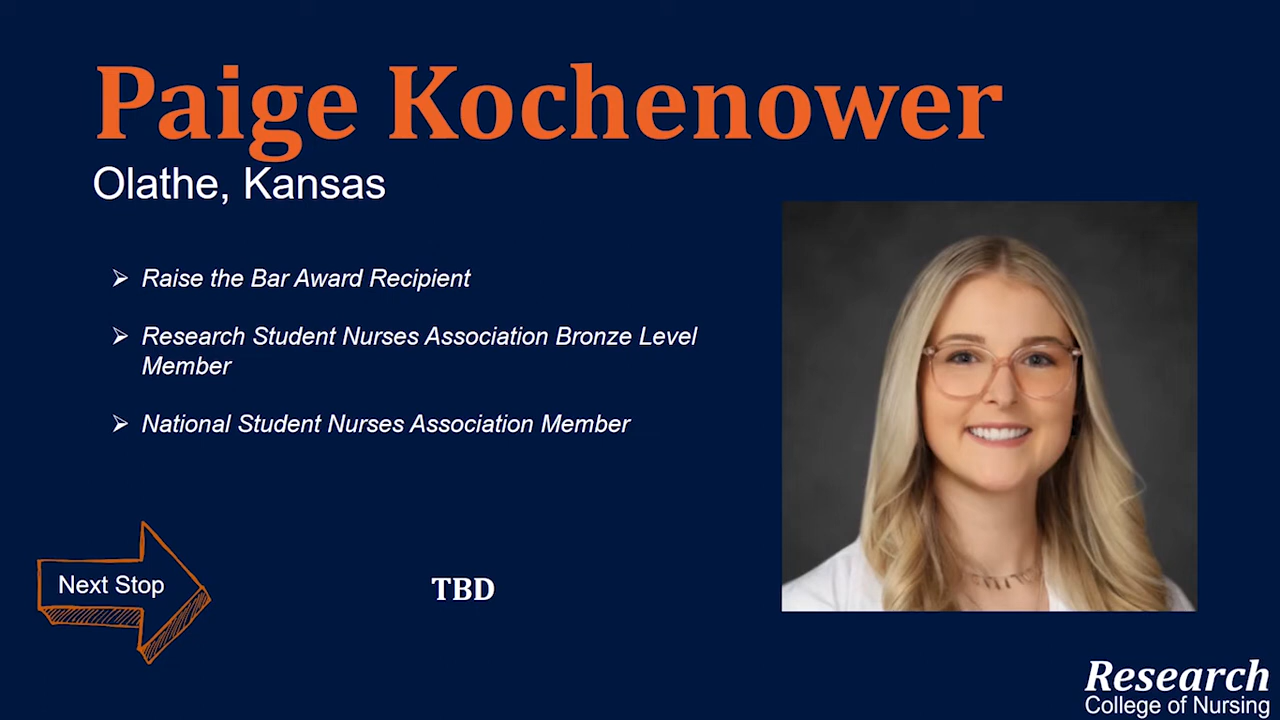 Paige Kochenower
Olathe, Kansas
Raise the Bar Award Recipient
Research Student Nurses Association Bronze Level
Member
National Student Nurses Association Member
Next Stop
TBD
Research
College of Nursing